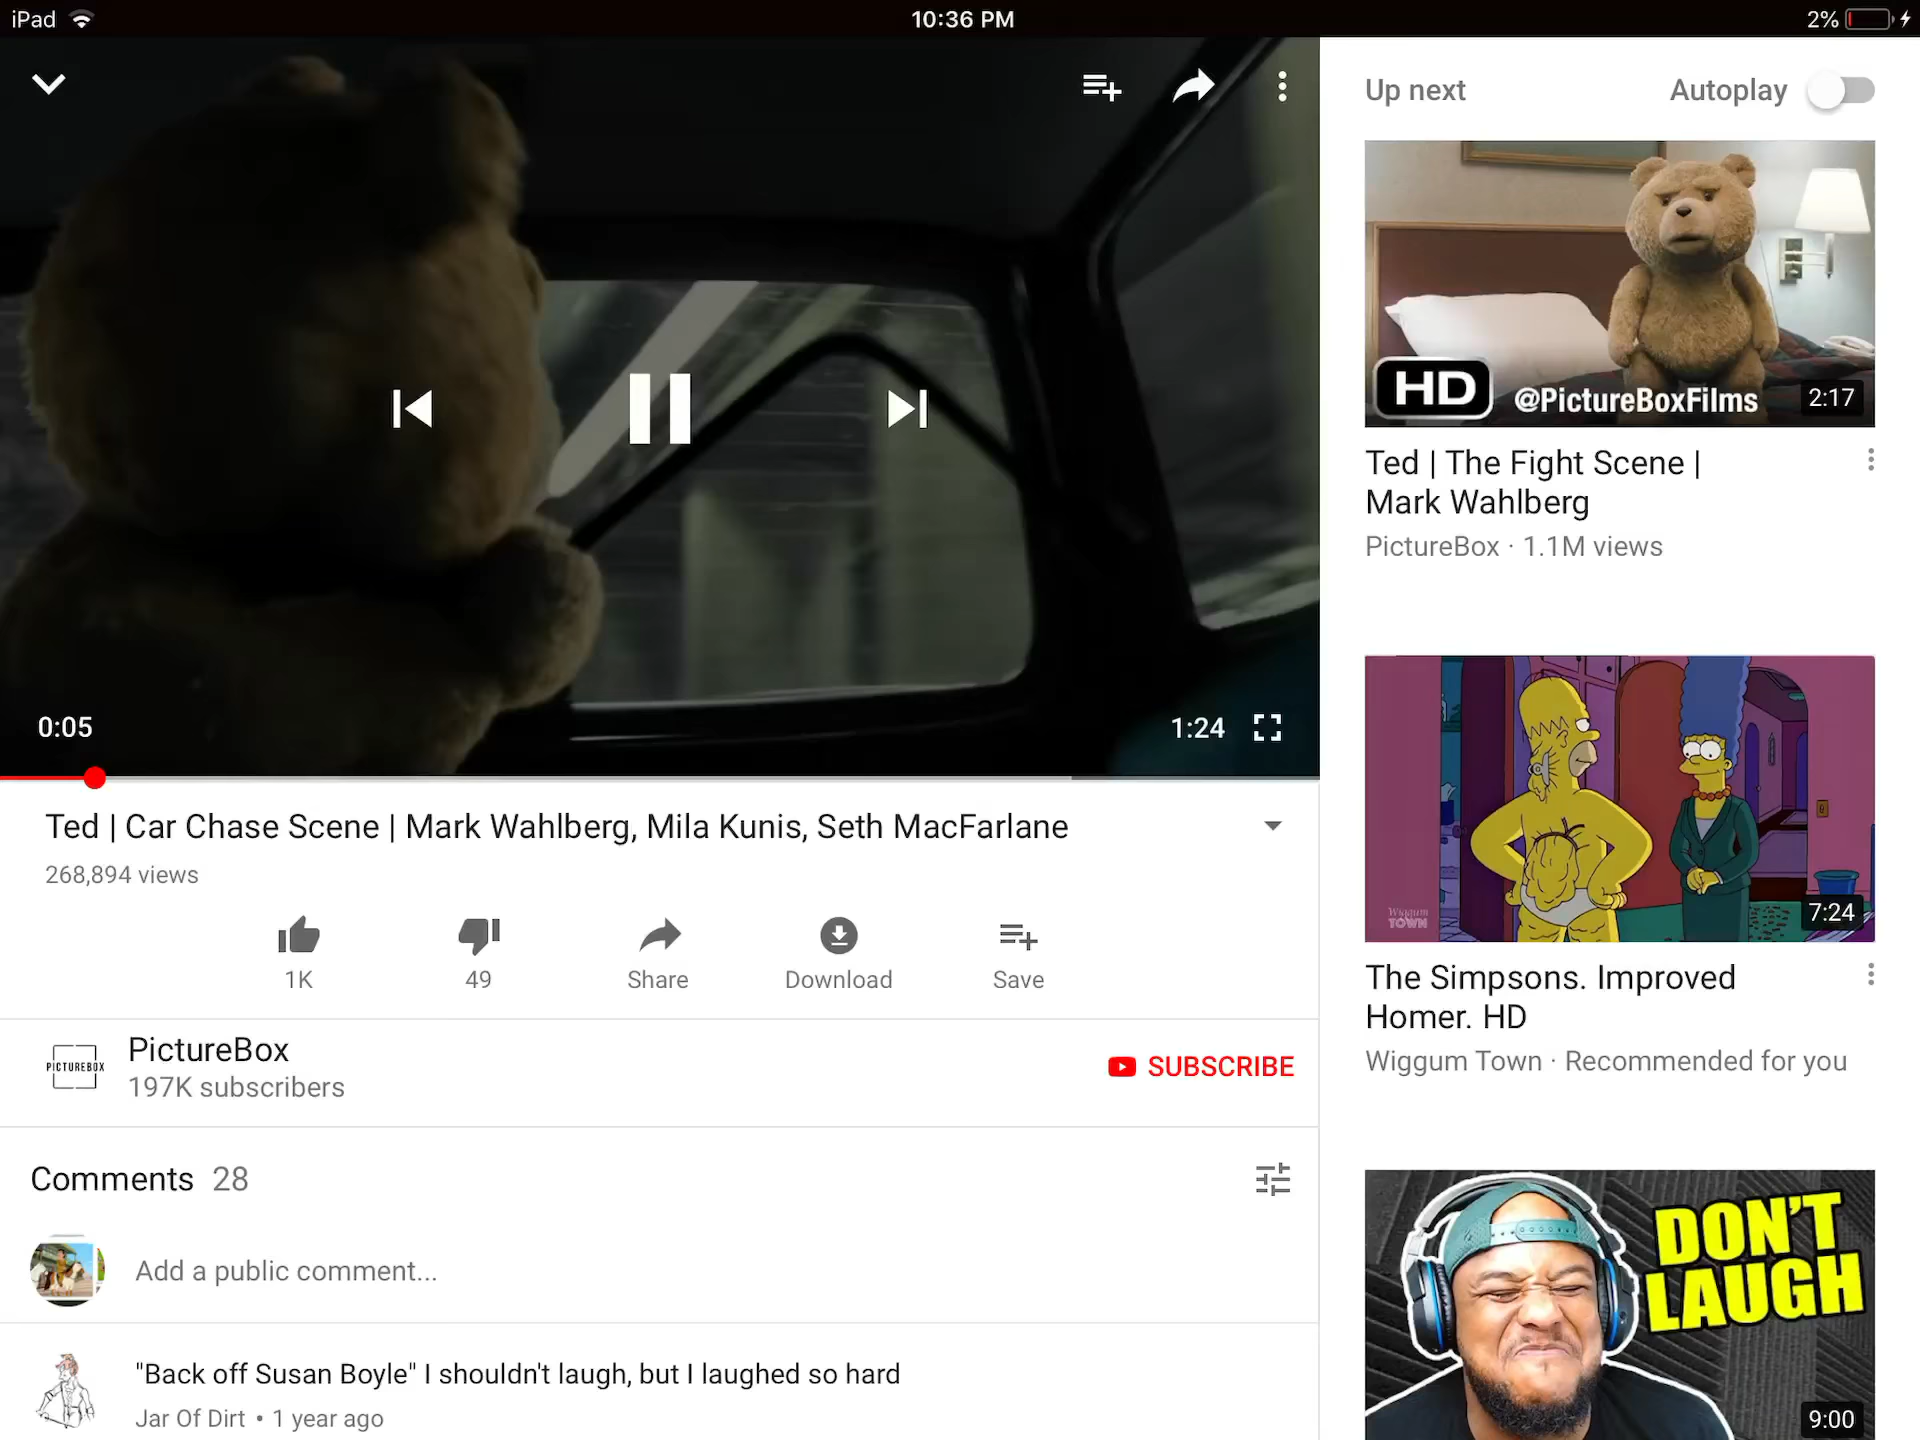 iPad
10:36 PM
2%
0:05
1:24
Ted | Car Chase Scene | Mark Wahlberg, Mila Kunis, Seth MacFarlane
268,894 views
1K
49
Share
Download
Save
PICTUREBOX
PictureBox
197K subscribers
SUBSCRIBE
Comments 28
Add a public comment...
"Back off Susan Boyle" I shouldn't laugh, but I laughed so hard
Jar Of Dirt • 1 year ago
Up next
Autoplay
HD
@PictureBoxFilms
2:17
Ted | The Fight Scene |
Mark Wahlberg
PictureBox · 1.1M views
Wiggum
TOWN
7:24
The Simpsons. Improved
Homer. HD
Wiggum Town · Recommended for you
DON'T
LAUGH
9:00